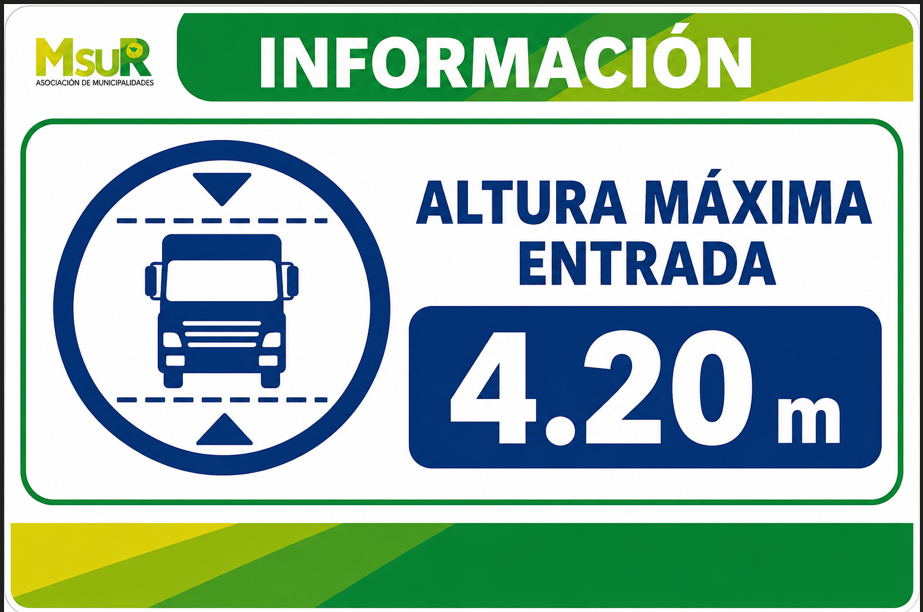 MSUR
ASOCIACIÓN DE MUNICIPALIDADES
INFORMACIÓN
ALTURA MÁXIMA
ENTRADA
4.20 m